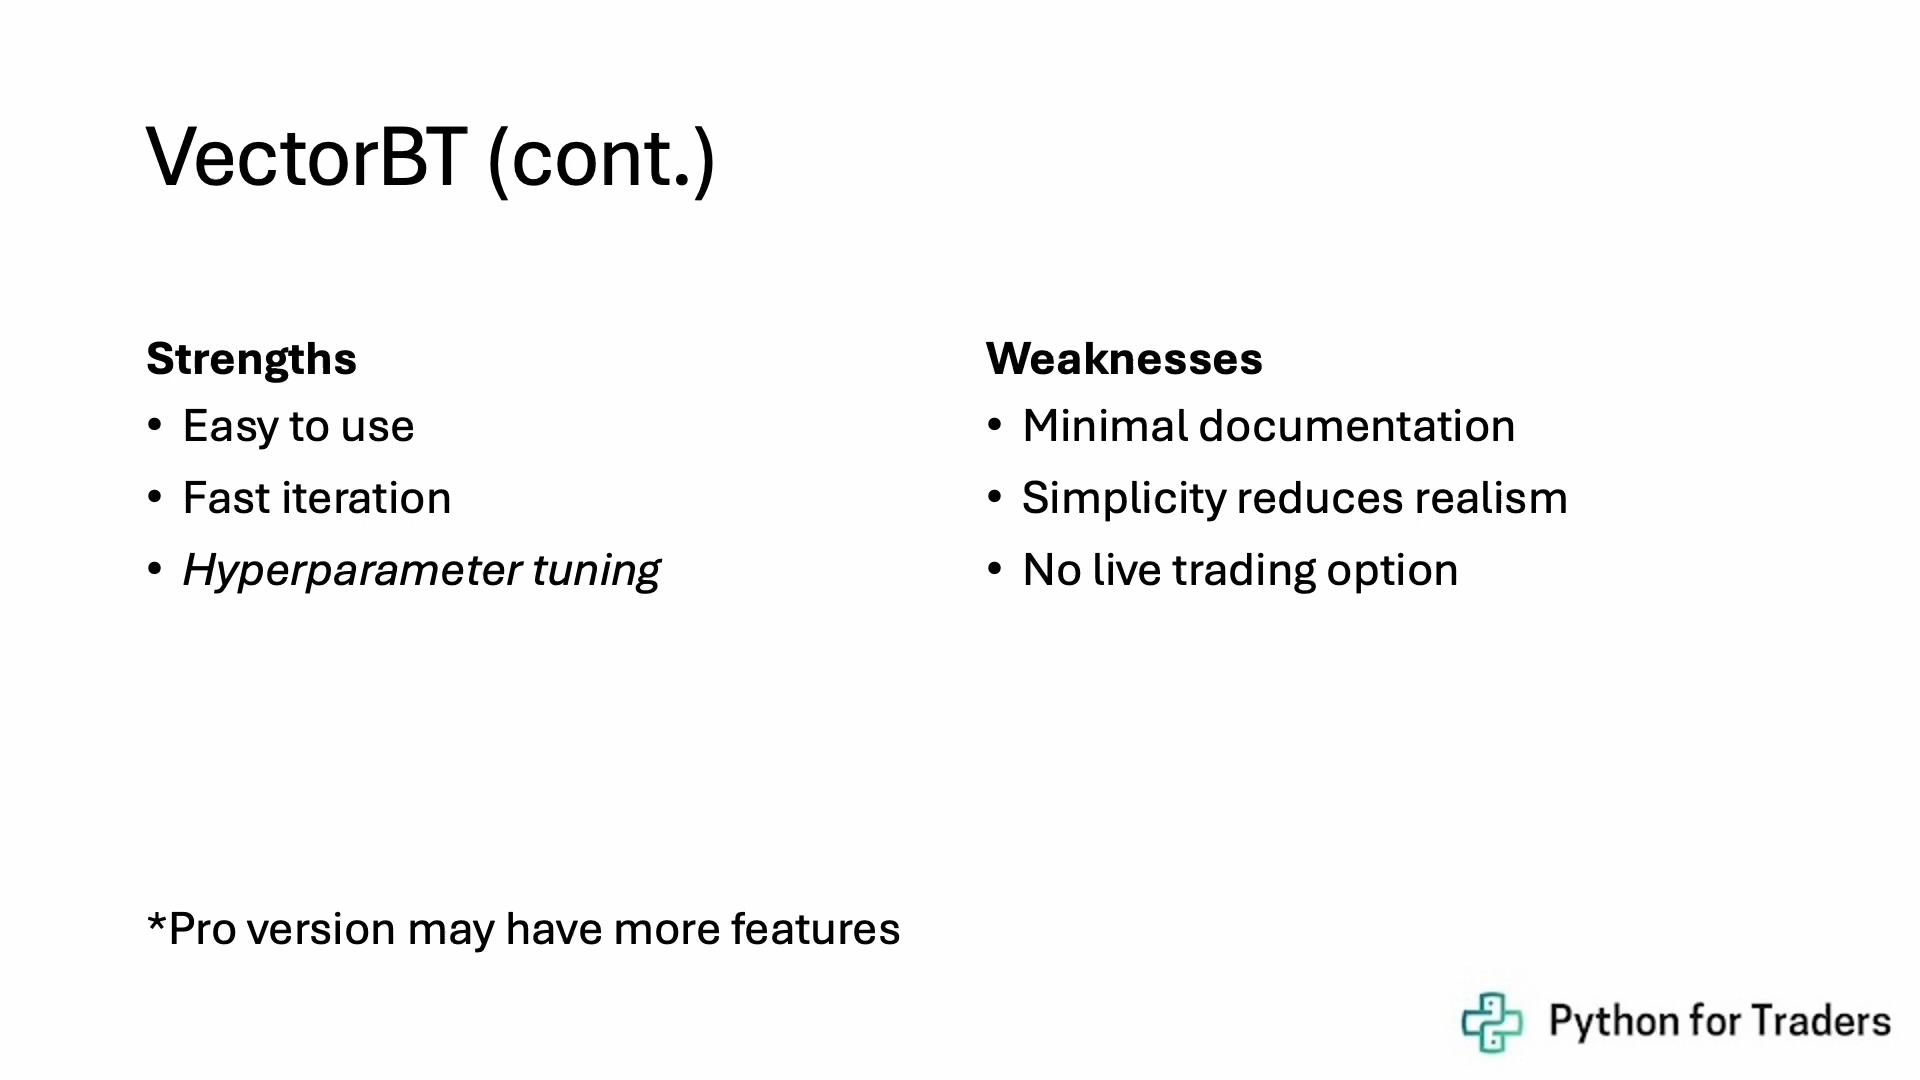 VectorBT (cont.)
Strengths
• Easy to use
• Fast iteration
• Hyperparameter tuning
Weaknesses
• Minimal documentation
• Simplicity reduces realism
• No live trading option
*Pro version may have more features
Python for Traders